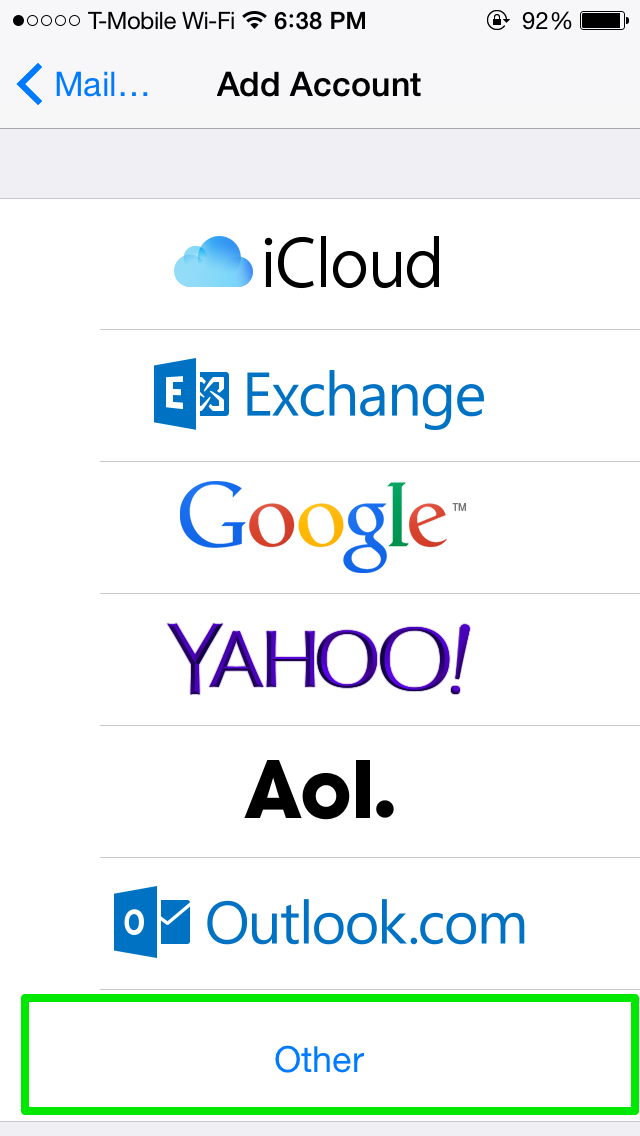 T-Mobile Wi-Fi 6:38 PM 92%
Mail... Add Account
iCloud
E Exchange
Google™
YAHOO!
Aol.
O Outlook.com
Other